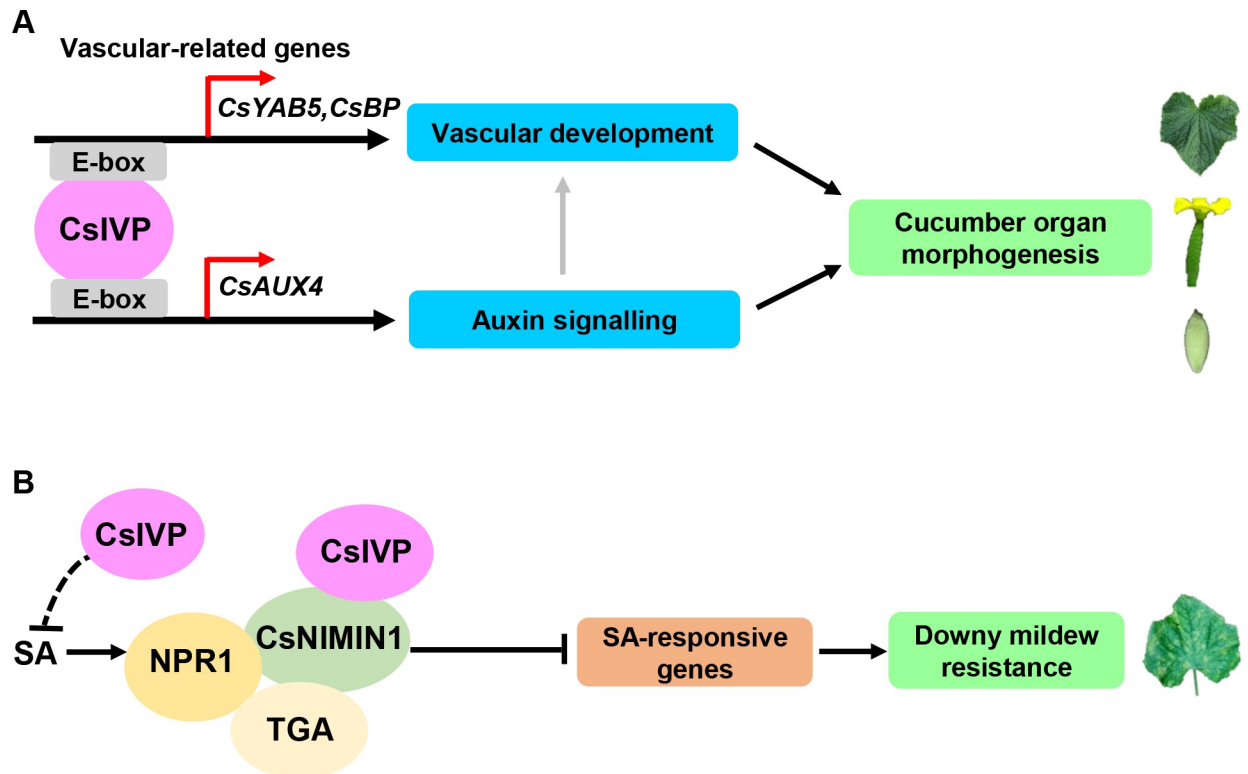 A
Vascular-related genes
CsYAB5,CsBP
E-box
Vascular development
CsIVP
Cucumber organ
morphogenesis
E-box
CsAUX4
Auxin signalling
B
CsIVP
CsIVP
SA
NPR1
CsNIMIN1
TGA
SA-responsive
genes
Downy mildew
resistance